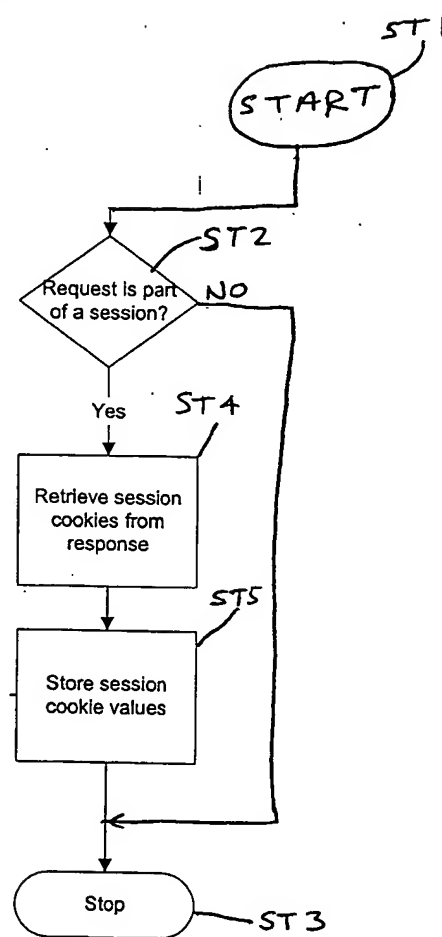 ST1
START
ST2
Request is part
of a session?
NO
Yes
ST4
Retrieve session
cookies from
response
ST5
Store session
cookie values
Stop
ST3